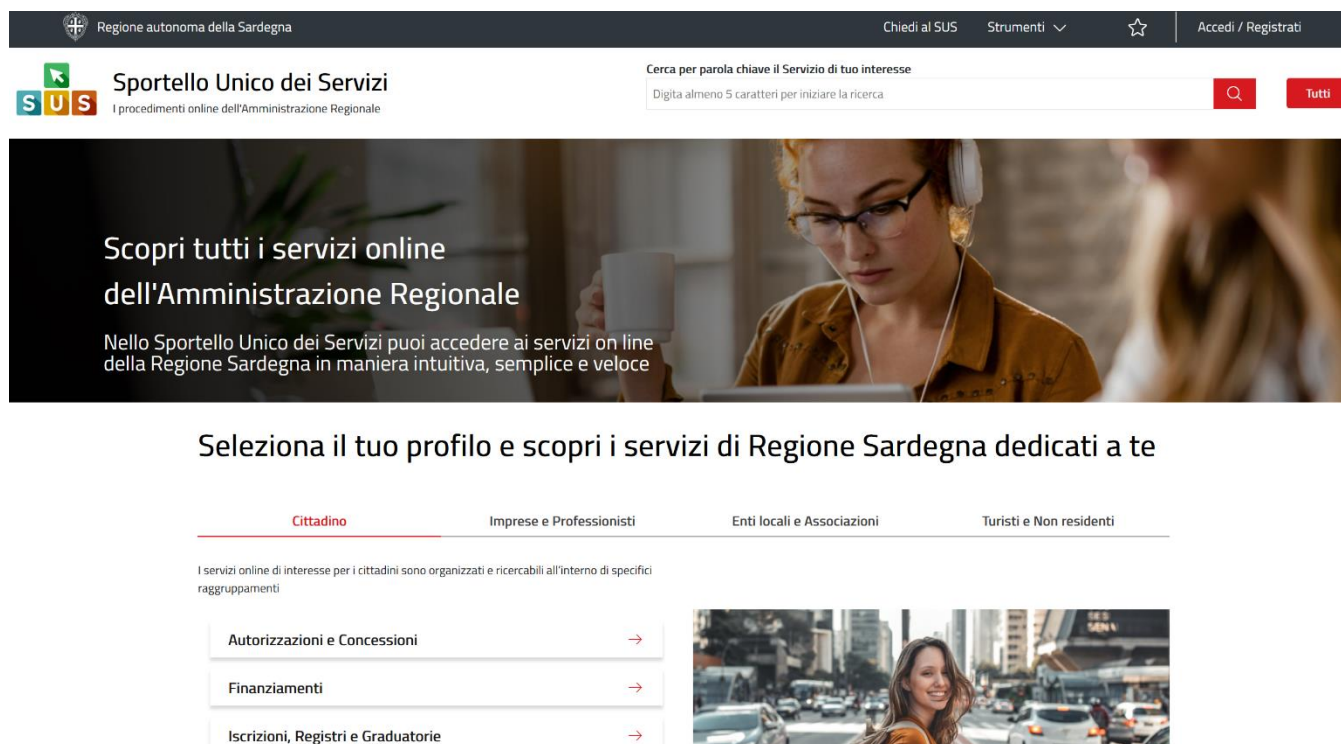 Regione autonoma della Sardegna
Chiedi al SUS
Strumenti
Accedi / Registrati
SUS
Sportello Unico dei Servizi
I procedimenti online dell'Amministrazione Regionale
Cerca per parola chiave il Servizio di tuo interesse
Digita almeno 5 caratteri per iniziare la ricerca
Tutti
Scopri tutti i servizi online
dell'Amministrazione Regionale
Nello Sportello Unico dei Servizi puoi accedere ai servizi on line
della Regione Sardegna in maniera intuitiva, semplice e veloce
Seleziona il tuo profilo e scopri i servizi di Regione Sardegna dedicati a te
Cittadino
Imprese e Professionisti
Enti locali e Associazioni
Turisti e Non residenti
I servizi online di interesse per i cittadini sono organizzati e ricercabili all'interno di specifici
raggruppamenti
Autorizzazioni e Concessioni
Finanziamenti
Iscrizioni, Registri e Graduatorie